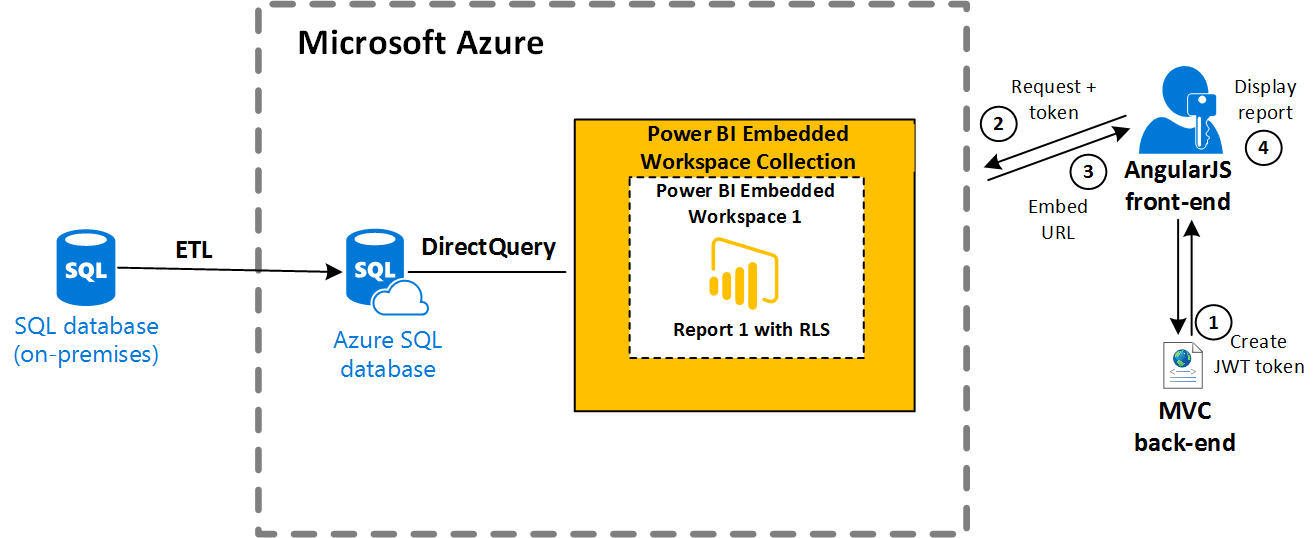 Microsoft Azure
SQL
SQL database
(on-premises)
ETL
SQL
Azure SQL
database
DirectQuery
Power BI Embedded
Workspace Collection
Power BI Embedded
Workspace 1
Report 1 with RLS
Request +
token
2
3
Embed
URL
Display
report
4
AngularJS
front-end
1
Create
JWT token
MVC
back-end